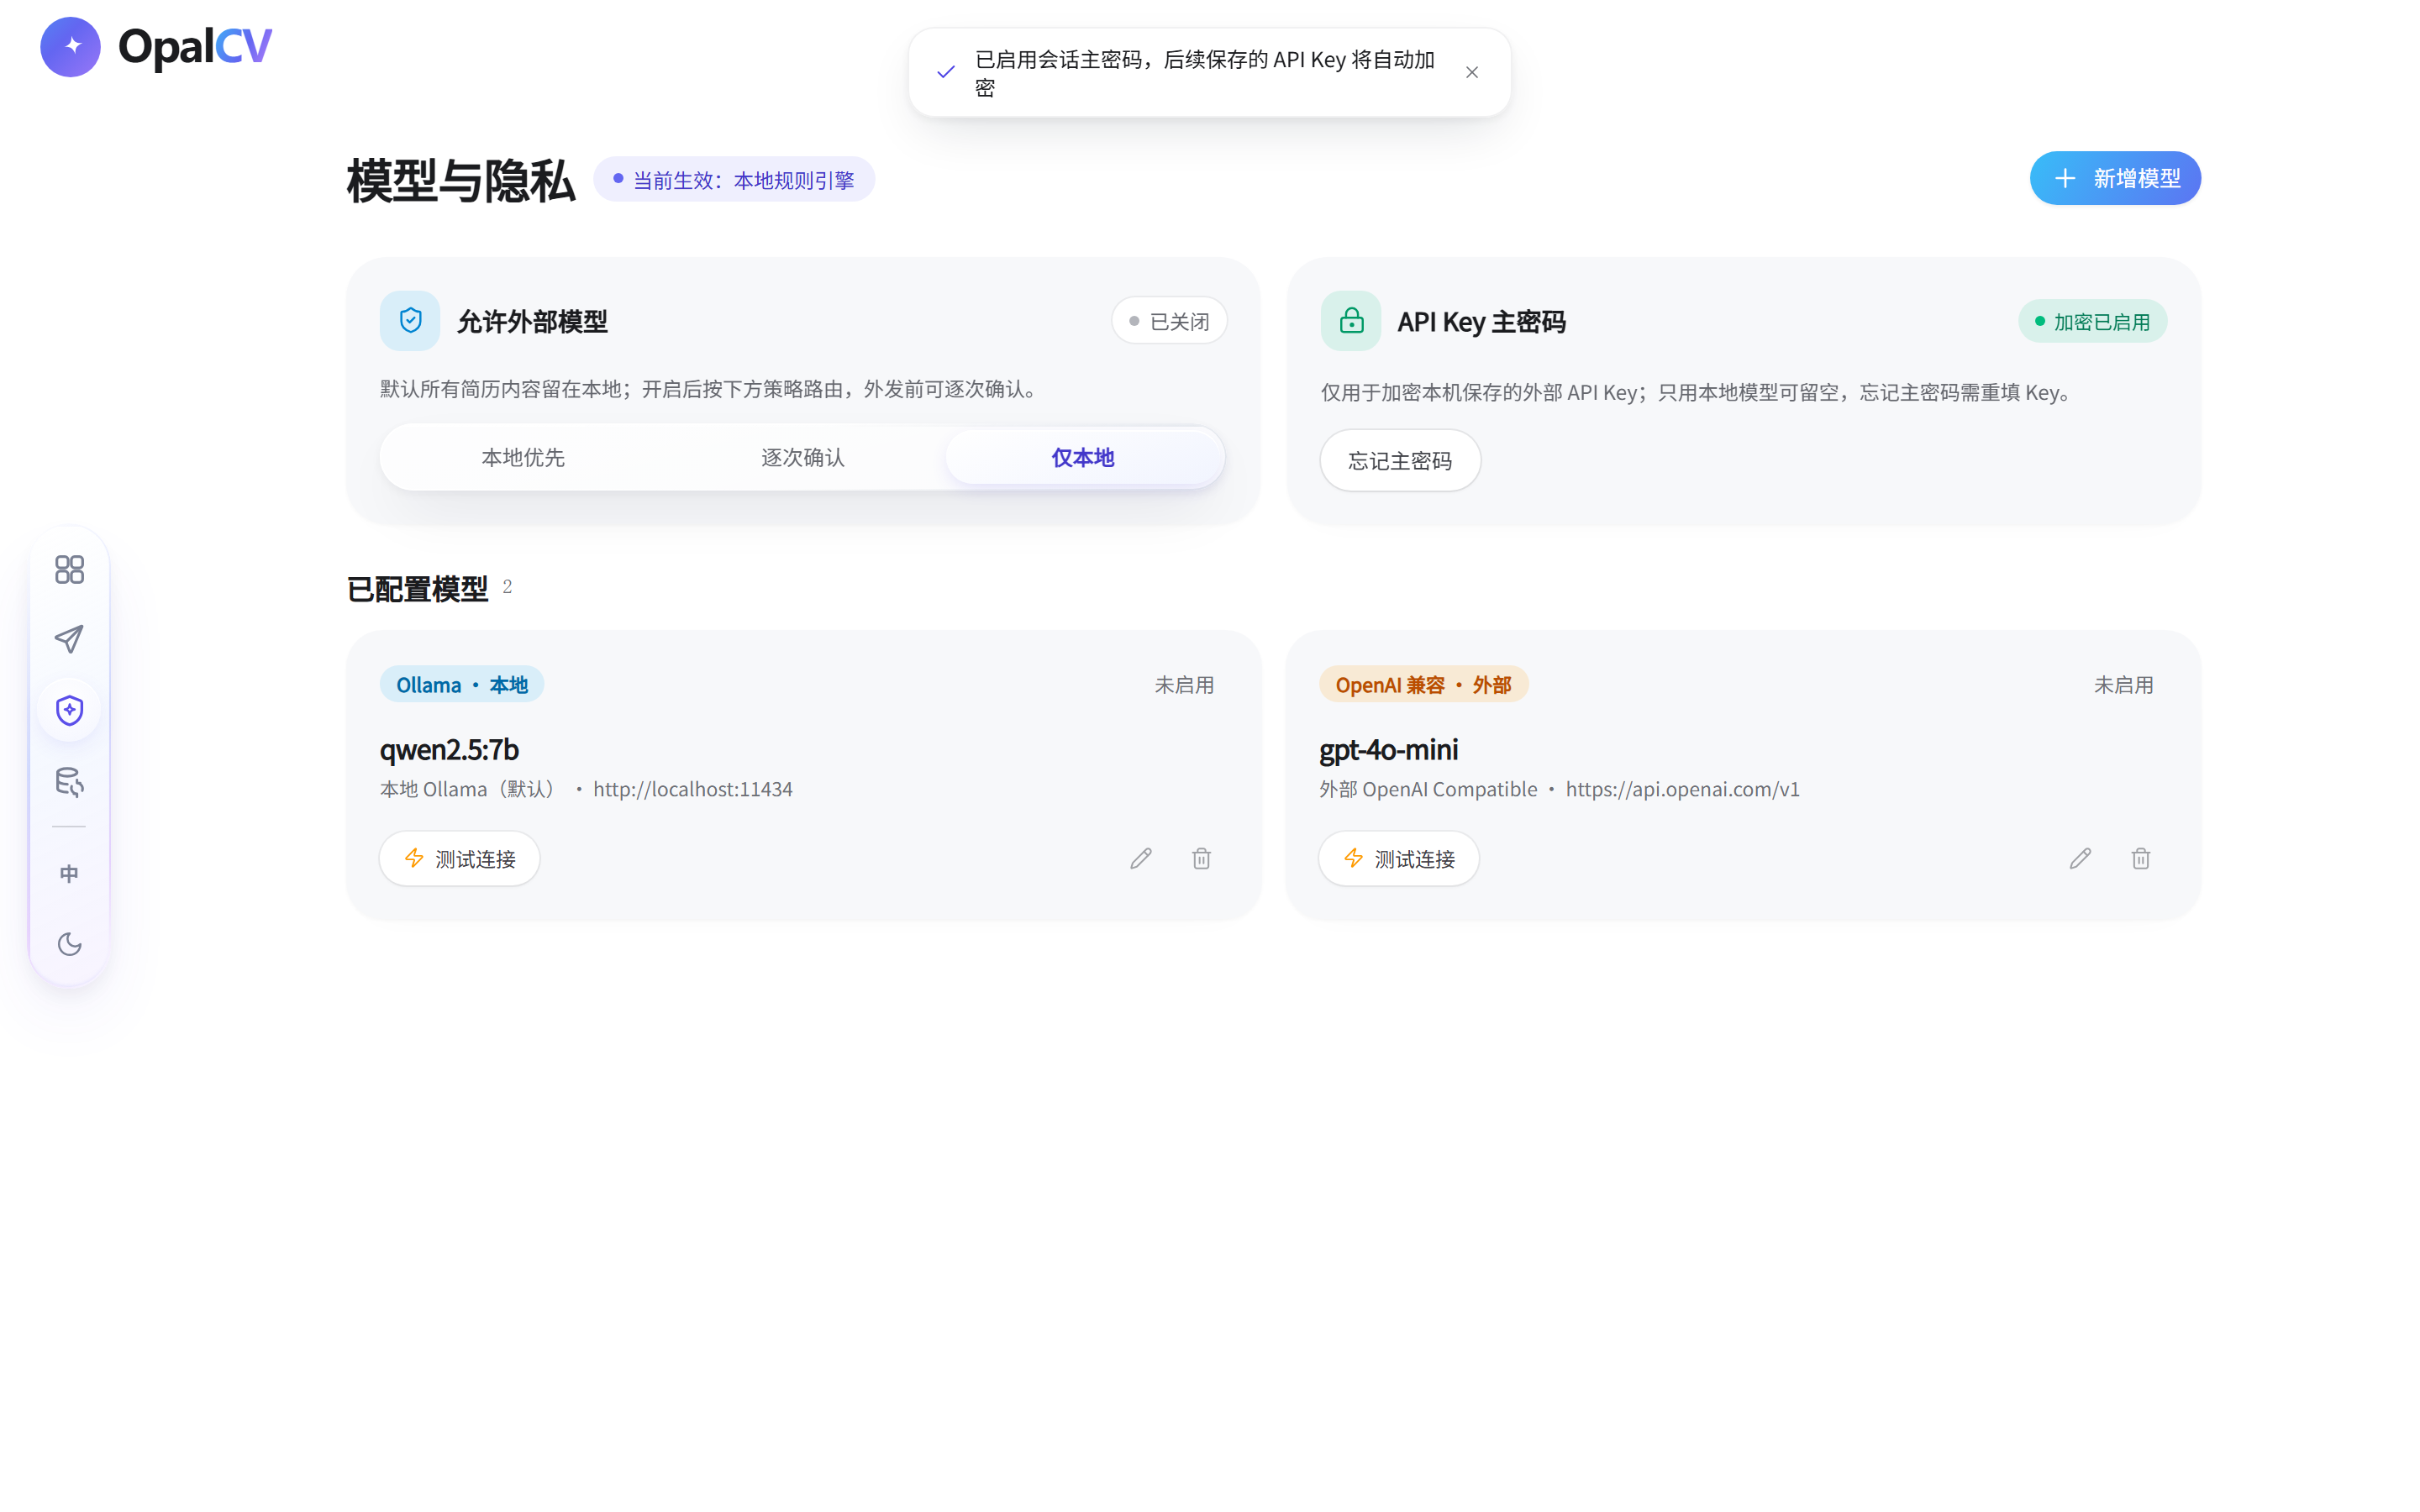 OpalCV
已启用会话主密码，后续保存的 API Key 将自动加
密
模型与隐私
当前生效：本地规则引擎
新增模型
允许外部模型
已关闭
默认所有简历内容留在本地；开启后按下方策略路由，外发前可逐次确认。
本地优先
逐次确认
仅本地
API Key 主密码
加密已启用
仅用于加密本机保存的外部 API Key；只用本地模型可留空，忘记主密码需重填 Key。
忘记主密码
已配置模型 2
Ollama · 本地
未启用
qwen2.5:7b
本地 Ollama（默认） · http://localhost:11434
测试连接
OpenAI 兼容 · 外部
未启用
gpt-4o-mini
外部 OpenAI Compatible · https://api.openai.com/v1
测试连接
中